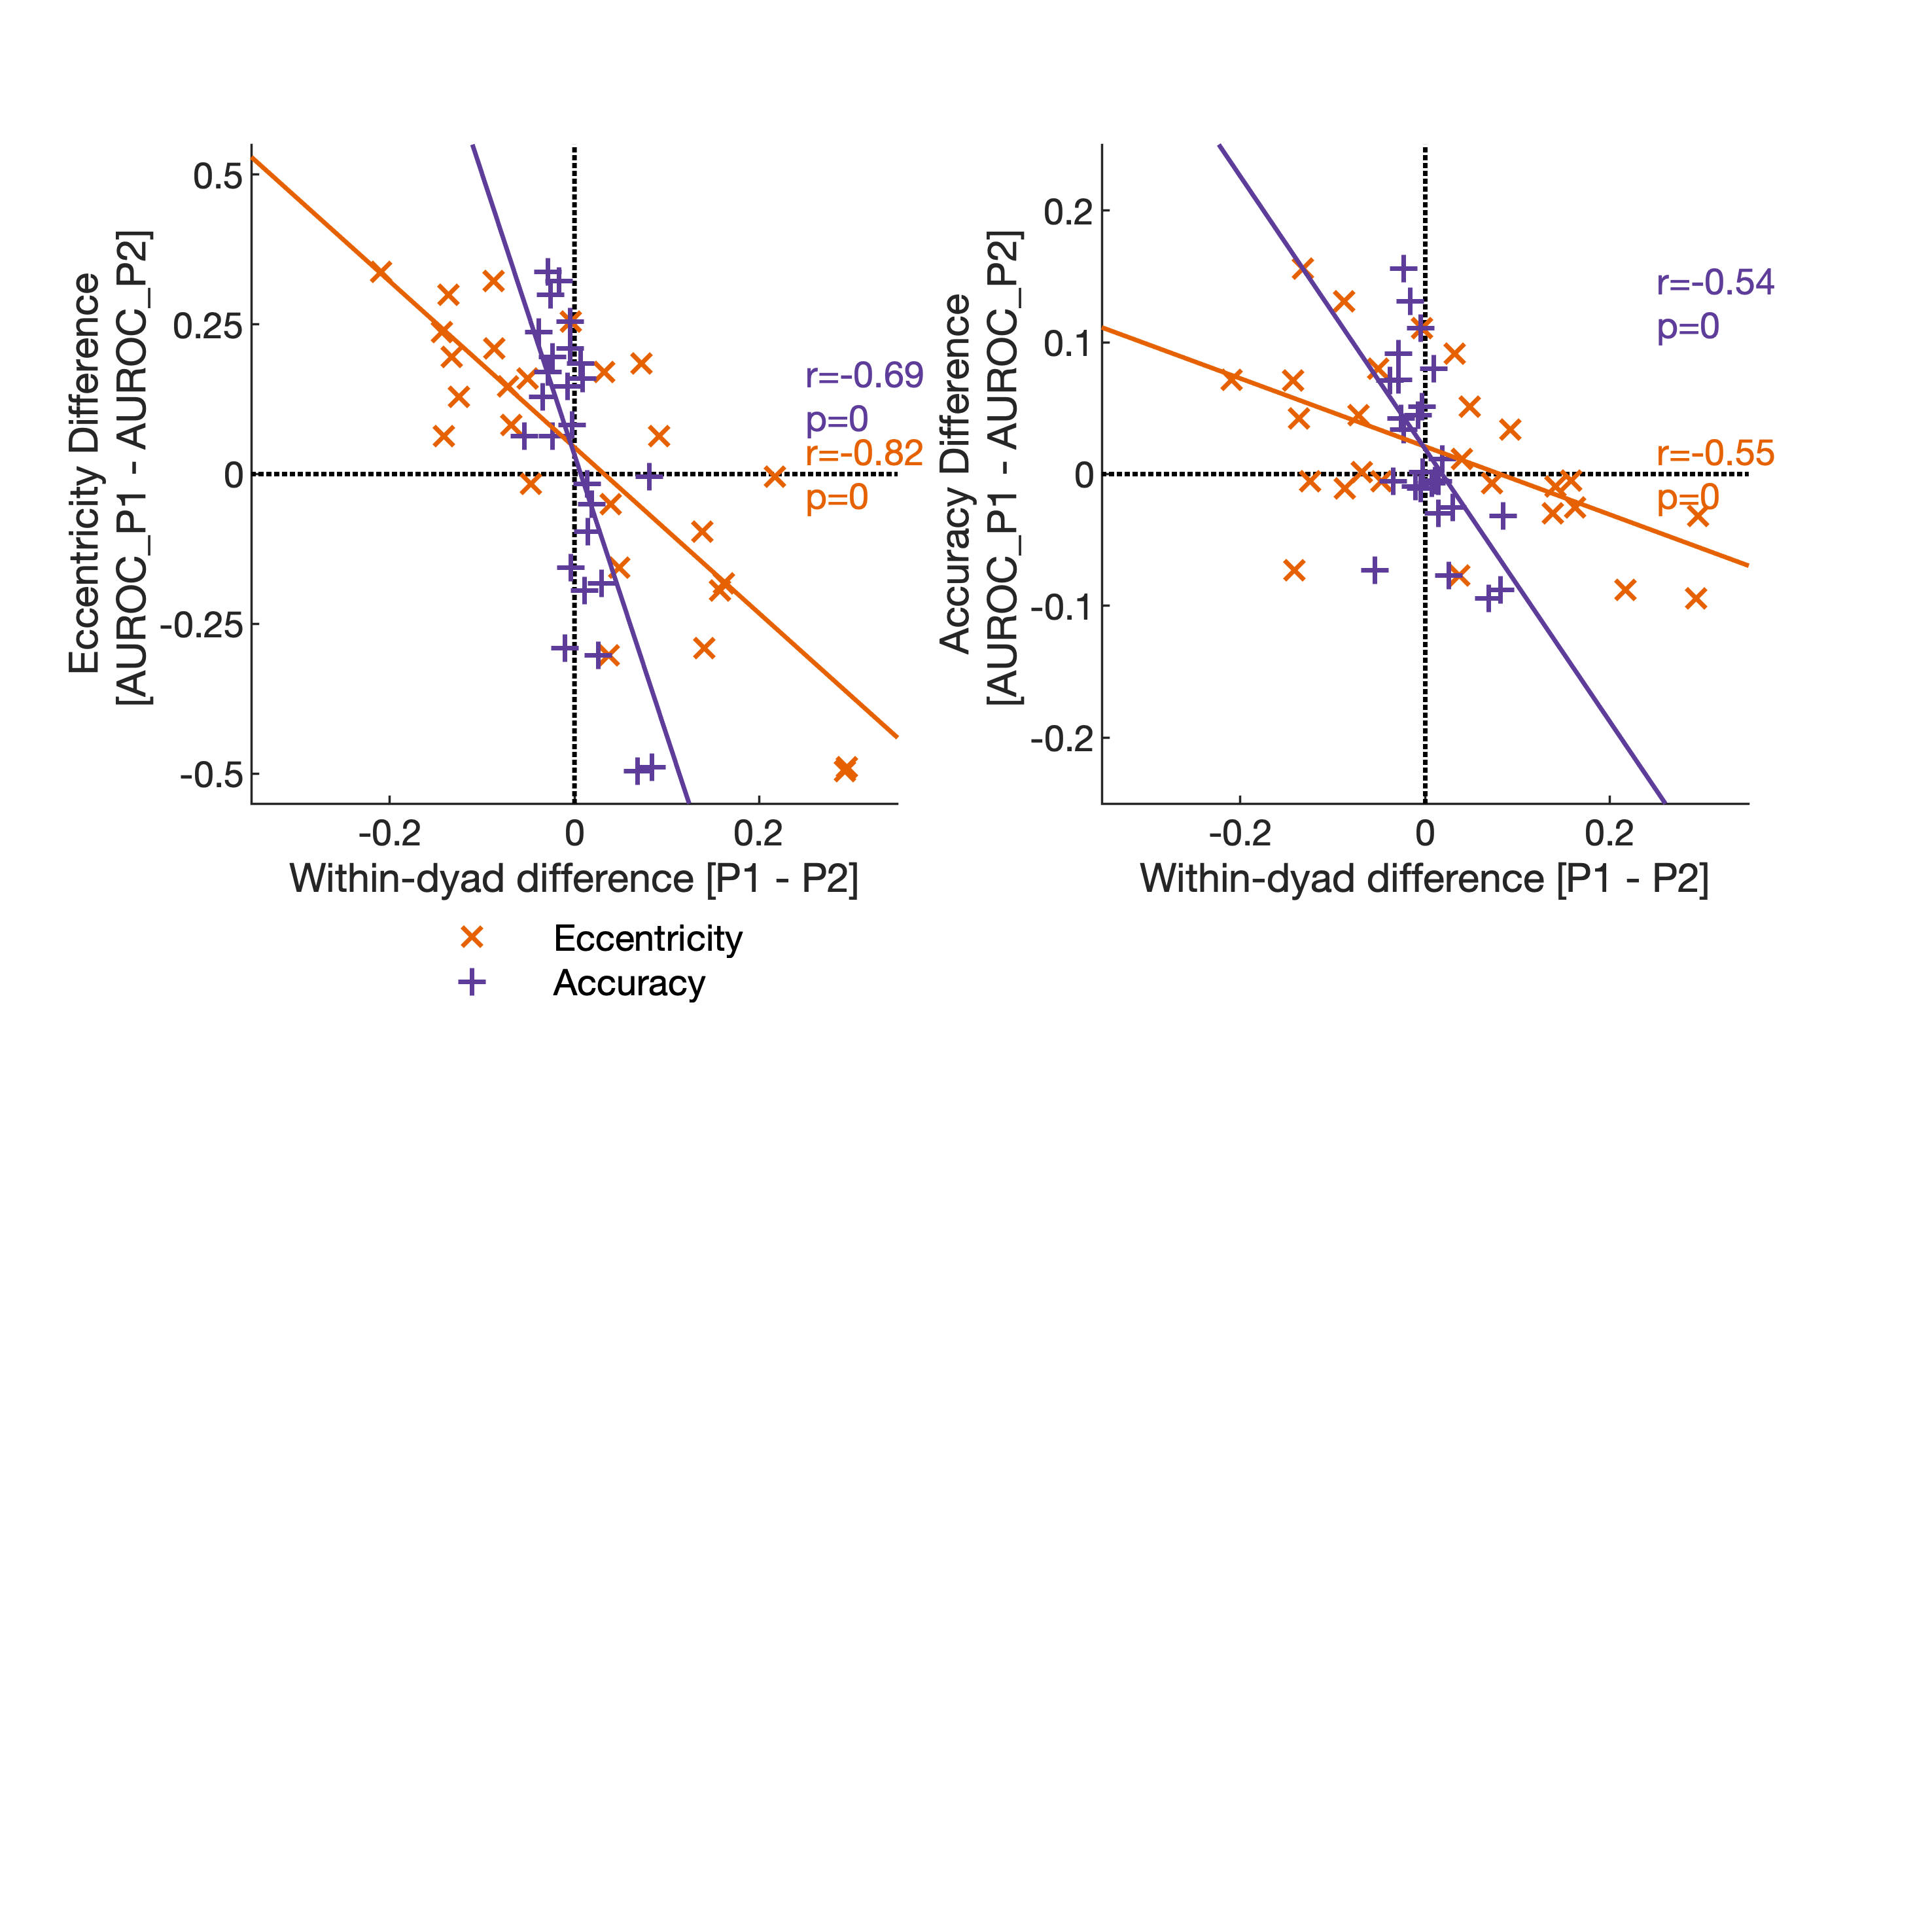 Eccentricity Difference
[AUROC_P1 - AUROC_P2]
0.5
0.25
0
-0.25
-0.5
r=-0.69
p=0
r=-0.82
p=0
-0.2
0
0.2
Within-dyad difference [P1 - P2]
Accuracy Difference
[AUROC_P1 - AUROC_P2]
0.2
0.1
0
-0.1
-0.2
r=-0.54
p=0
r=-0.55
p=0
-0.2
0
0.2
Within-dyad difference [P1 - P2]
Eccentricity
Accuracy